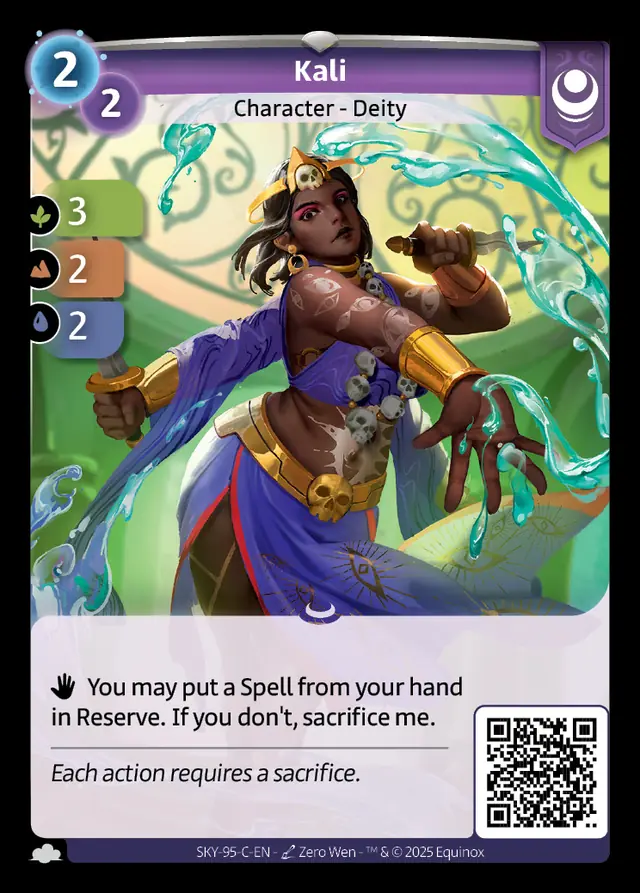 2
Kali
2
Character - Deity
3
2
2
You may put a Spell from your hand
in Reserve. If you don't, sacrifice me.
Each action requires a sacrifice.
SKY-95-C-EN - Zero Wen - ™ & © 2025 Equinox